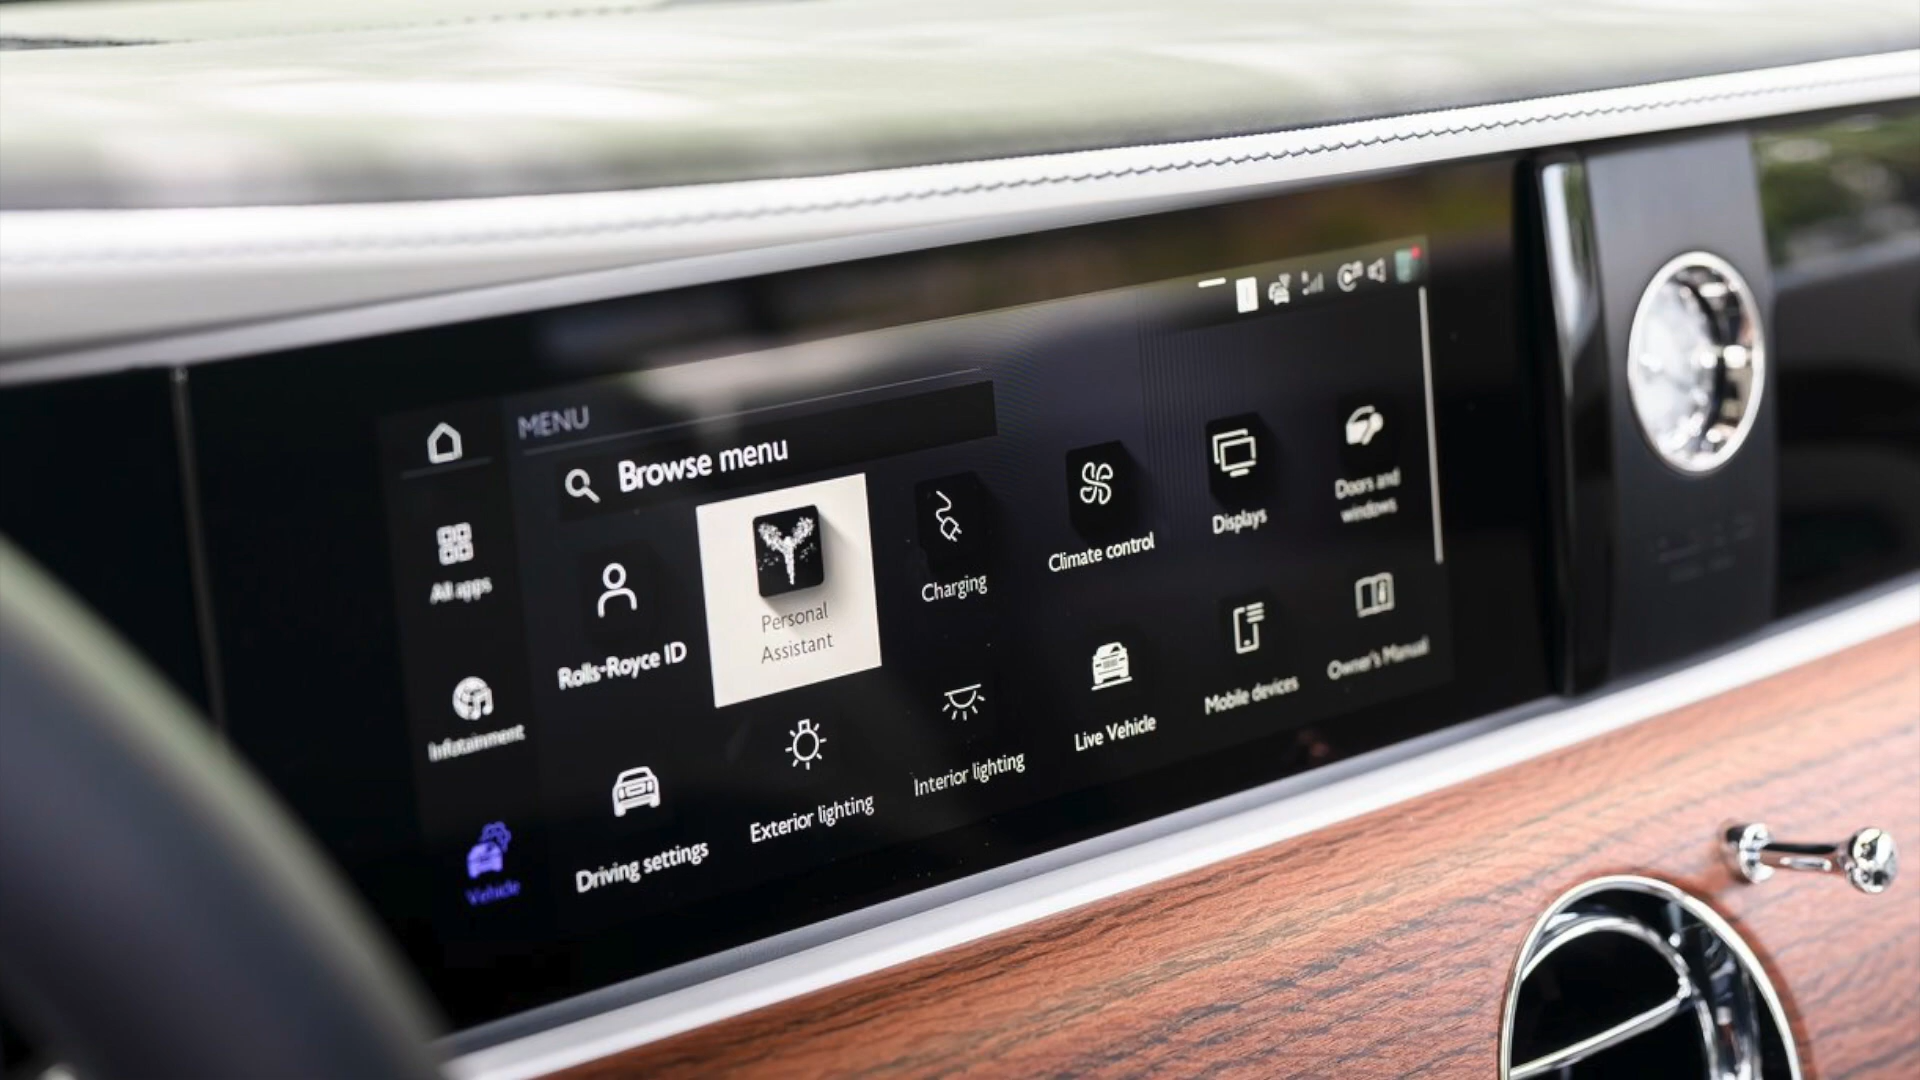 MENU
Browse menu
All apps
Infotainment
Vehicle
Rolls-Royce ID
Personal
Assistant
Charging
Climate control
Displays
Doors and
windows
Driving settings
Exterior lighting
Interior lighting
Live Vehicle
Mobile devices
Owner's Manual